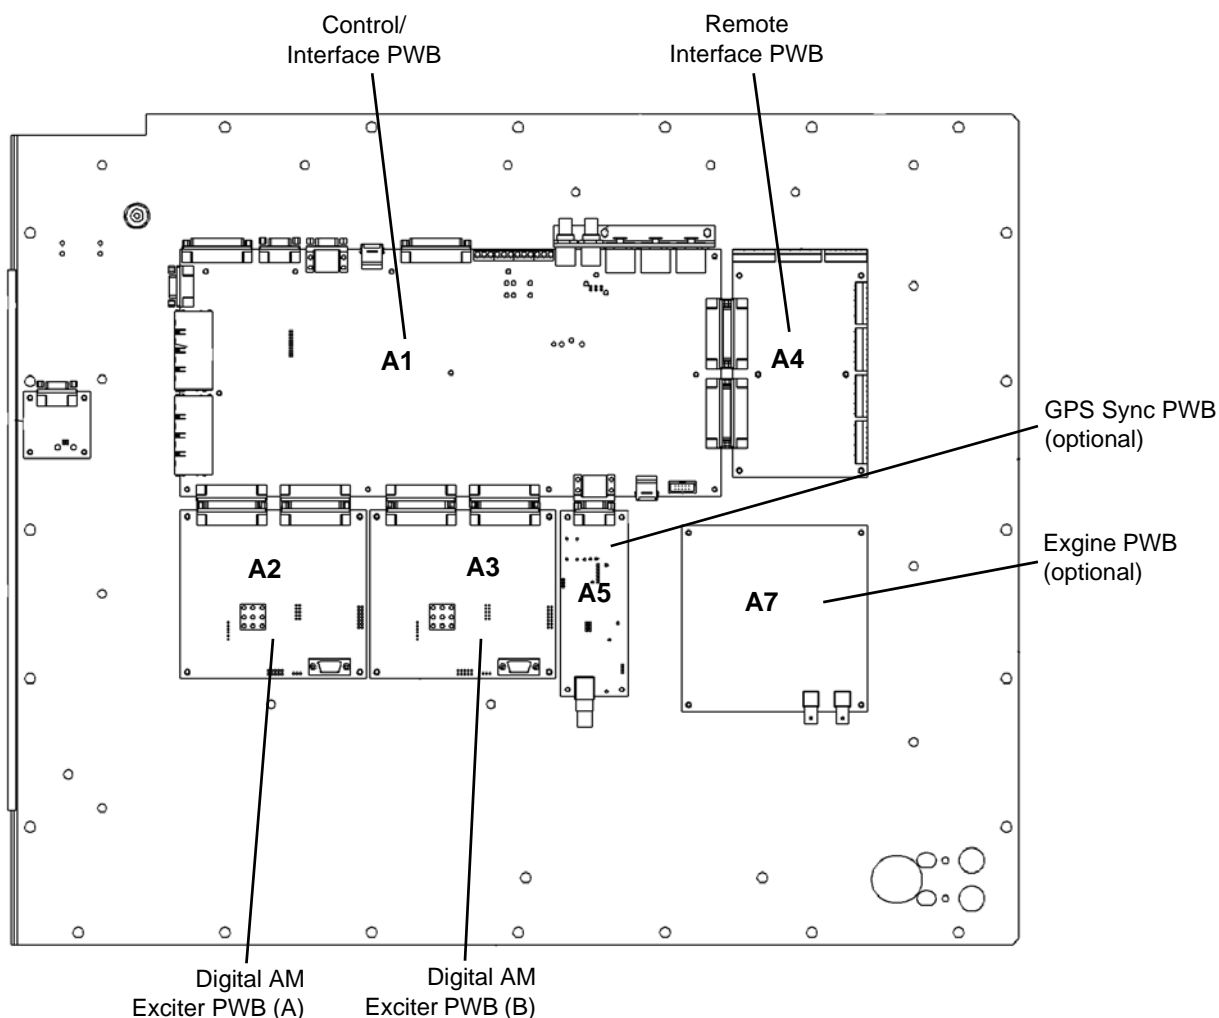 Control/
Interface PWB
Remote
Interface PWB
A1
A4
GPS Sync PWB
(optional)
Exgine PWB
(optional)
A2
A3
A5
A7
Digital AM
Exciter PWB (A)
Digital AM
Exciter PWB (B)